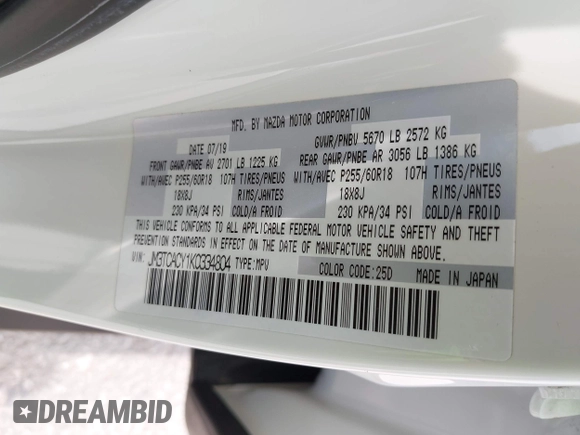 MFD. BY MAZDA MOTOR CORPORATION
DATE 07/19 GVWR/PNBV 5670 LB 2572 KG
FRONT GAWR/PNBE AV 2701 LB 1225 KG REAR GAWR/PNBE AR 3056 LB 1386 KG
WITH/AVEC P255/60R18 107H TIRES/PNEUS WITH/AVEC P255/60R18 107H TIRES/PNEUS
18X8J RIMS/JANTES 18X8J RIMS/JANTES
230 KPA/34 PSI COLD/A FROID 230 KPA/34 PSI COLD/A FROID
THIS VEHICLE CONFORMS TO ALL APPLICABLE FEDERAL MOTOR VEHICLE SAFETY AND THEFT
PREVENTION STANDARDS IN EFFECT ON THE DATE OF MANUFACTURE SHOWN ABOVE.
VIN: JM3TCACY1K0334804 TYPE:MPV COLOR CODE:25D MADE IN JAPAN
DREAMBID